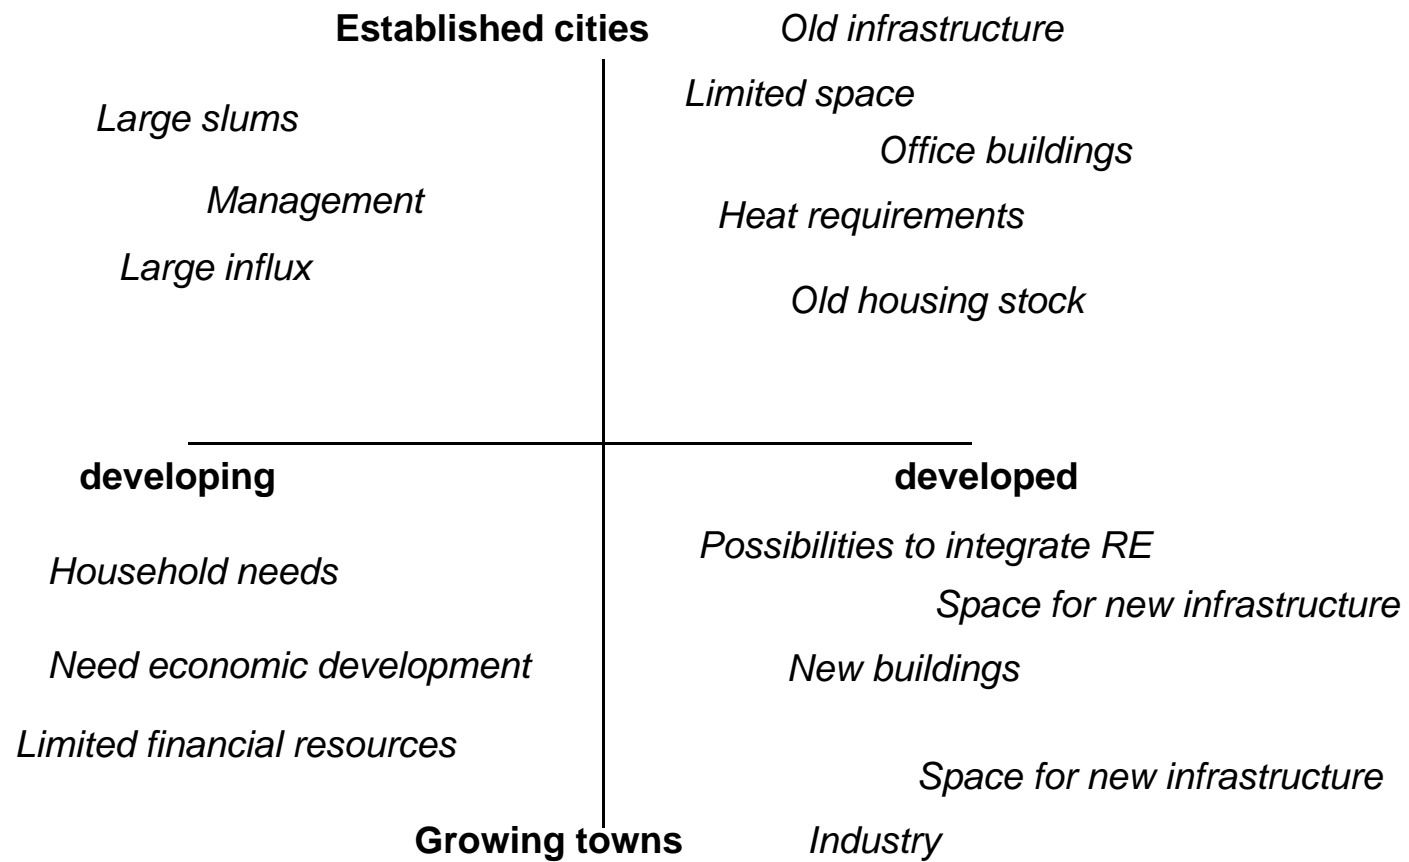 Established cities
Old infrastructure
Limited space
Large slums
Office buildings
Management
Heat requirements
Large influx
Old housing stock
developing
developed
Possibilities to integrate RE
Household needs
Space for new infrastructure
Need economic development
New buildings
Limited financial resources
Space for new infrastructure
Growing towns
Industry